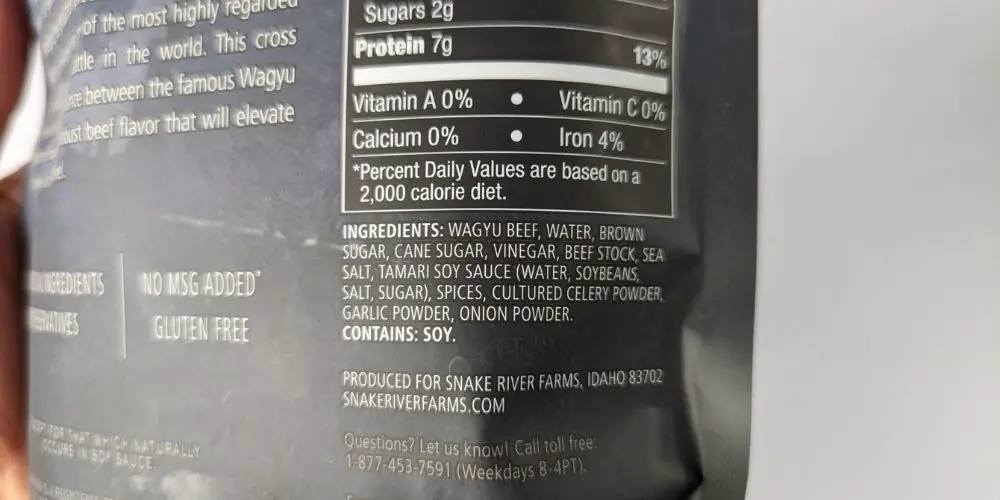 of the most highly regarded
in the world. This cross
between the famous Wagyu
beef flavor that will elevate
INGREDIENTS
NO MSG ADDED*
GLUTEN FREE
FOR THAT WHICH NATURALLY
OCCURS IN SOY SAUCE.
Sugars 2g
Protein 7g 13%
Vitamin A 0% • Vitamin C 0%
Calcium 0% • Iron 4%
*Percent Daily Values are based on a
2,000 calorie diet.
INGREDIENTS: WAGYU BEEF, WATER, BROWN
SUGAR, CANE SUGAR, VINEGAR, BEEF STOCK, SEA
SALT, TAMARI SOY SAUCE (WATER, SOYBEANS,
SALT, SUGAR), SPICES, CULTURED CELERY POWDER,
GARLIC POWDER, ONION POWDER.
CONTAINS: SOY.
PRODUCED FOR SNAKE RIVER FARMS, IDAHO 83702
SNAKERIVERFARMS.COM
Questions? Let us know! Call toll free:
1-877-453-7591 (Weekdays 8-4PT).